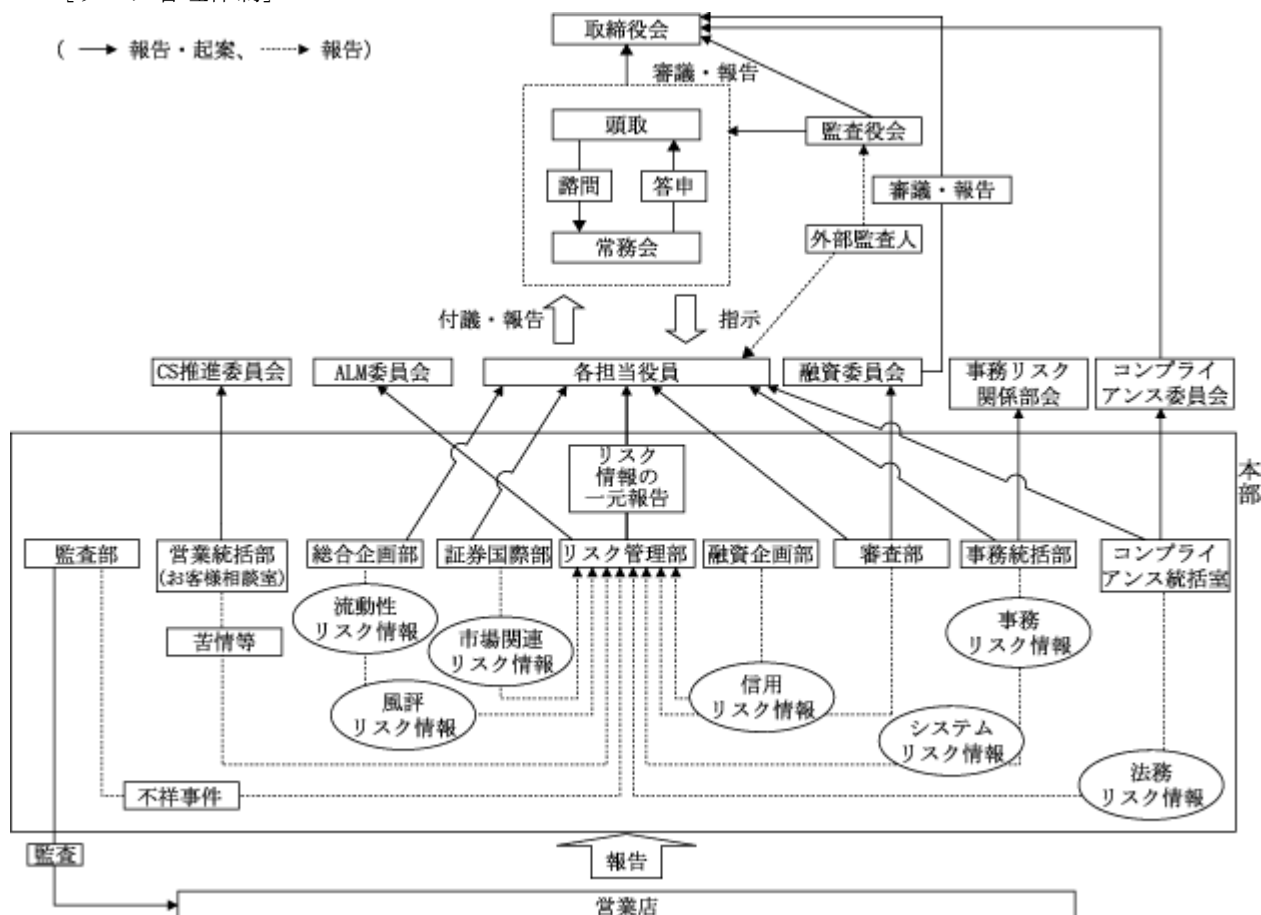 取締役会
( → 報告・起案、 ┈→ 報告)
審議・報告
頭取
監査役会
諮問
答申
審議・報告
常務会
外部監査人
付議・報告
指示
CS推進委員会
ALM委員会
各担当役員
融資委員会
事務リスク
関係部会
コンプライ
アンス委員会
リスク
情報の
一元報告
本部
監査部
営業統括部
(お客様相談室)
総合企画部
証券国際部
リスク管理部
融資企画部
審査部
事務統括部
コンプライ
アンス統括室
流動性
リスク情報
苦情等
市場関連
リスク情報
事務
リスク情報
風評
リスク情報
信用
リスク情報
システム
リスク情報
不祥事件
法務
リスク情報
監査
報告
営業店